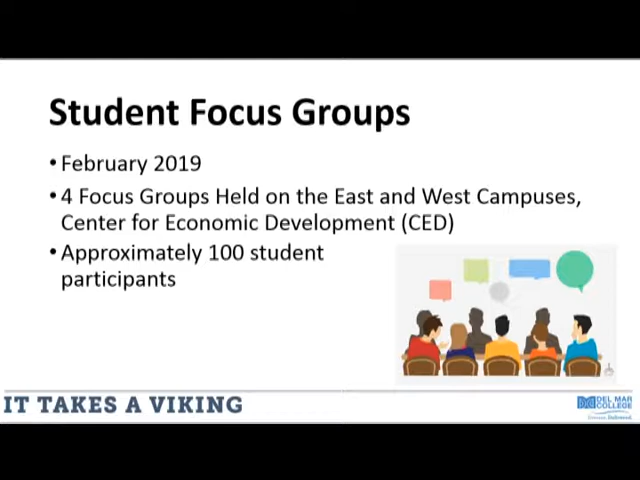 Student Focus Groups
• February 2019
• 4 Focus Groups Held on the East and West Campuses,
Center for Economic Development (CED)
• Approximately 100 student
participants
IT TAKES A VIKING
DEL MAR
COLLEGE